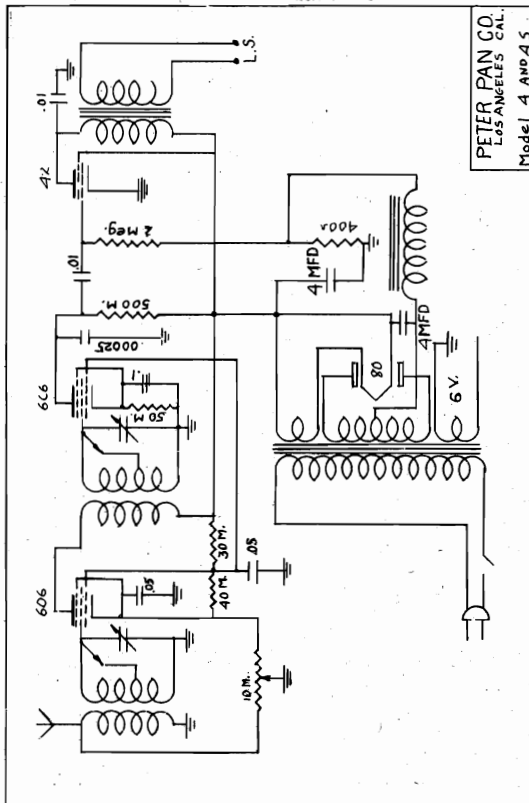 PETER PAN CO.
LOS ANGELES CAL.
Model 4 AND 4S
L.S.
.01
42
2 Meg.
.01
500 M.
.00025
6C6
.1
50 M.
30 M.
40 M.
.05
6D6
.05
10 M.
400Ω
4 MFD
4 MFD
80
6 V.